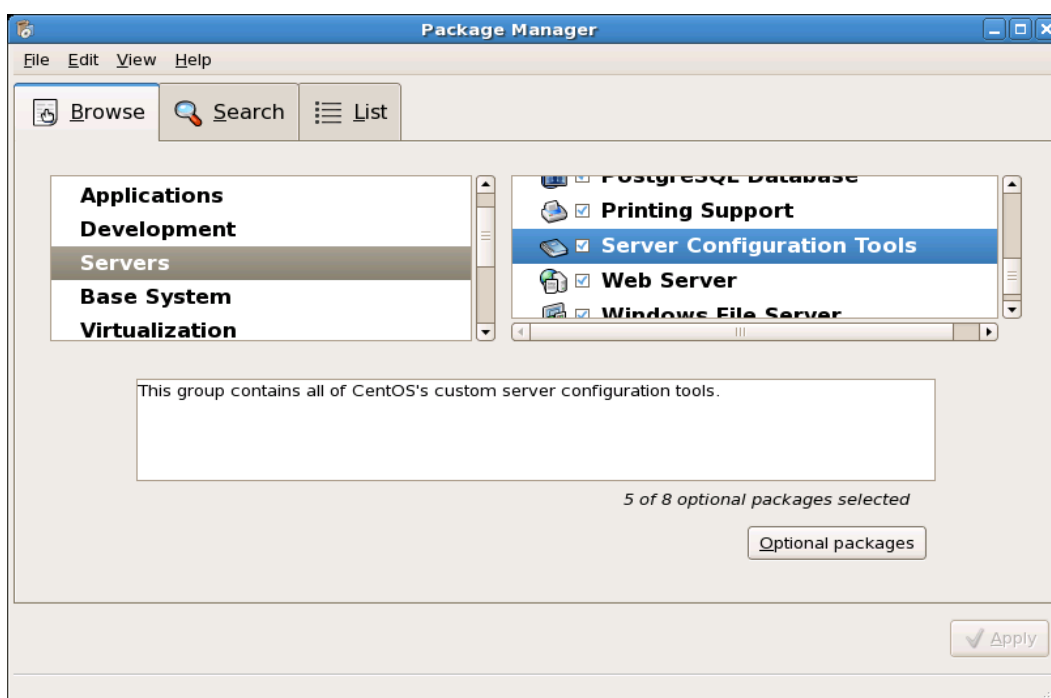 Package Manager
File Edit View Help
Browse Search List
Applications
Development
Servers
Base System
Virtualization
PostgreSQL Database
Printing Support
Server Configuration Tools
Web Server
Windows File Server
This group contains all of CentOS's custom server configuration tools.
5 of 8 optional packages selected
Optional packages
Apply